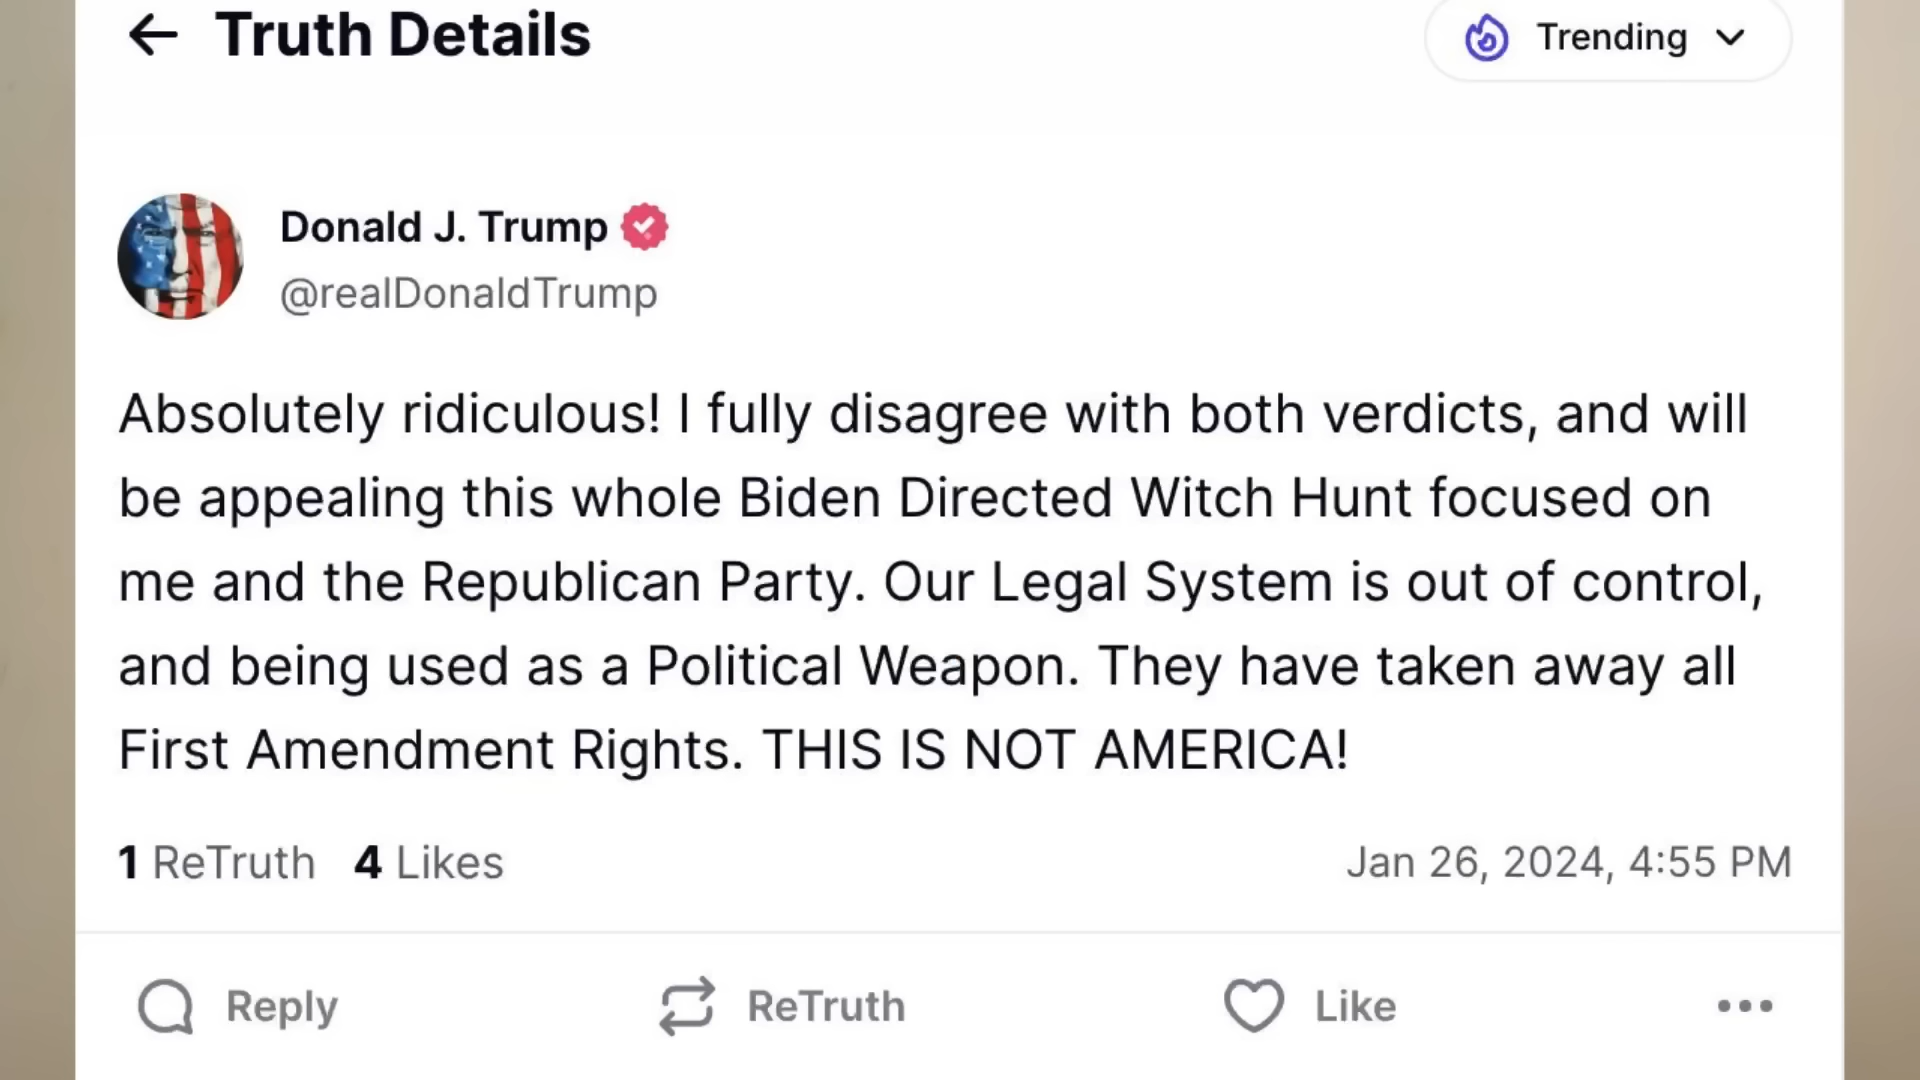 Truth Details
Trending
Donald J. Trump
@realDonaldTrump
Absolutely ridiculous! I fully disagree with both verdicts, and will
be appealing this whole Biden Directed Witch Hunt focused on
me and the Republican Party. Our Legal System is out of control,
and being used as a Political Weapon. They have taken away all
First Amendment Rights. THIS IS NOT AMERICA!
1 ReTruth 4 Likes
Jan 26, 2024, 4:55 PM
Reply
ReTruth
Like